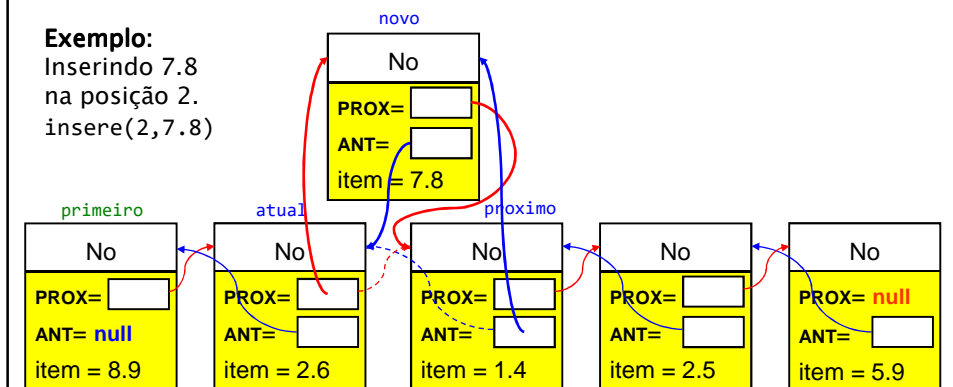 novo
Exemplo:
Inserindo 7.8
na posição 2.
insere(2,7.8)
No
PROX=
ANT=
item = 7.8
primeiro
atual
proximo
No
No
No
No
No
PROX=
PROX=
PROX=
PROX=
PROX= null
ANT= null
ANT=
ANT=
ANT=
ANT=
item = 8.9
item = 2.6
item = 1.4
item = 2.5
item = 5.9